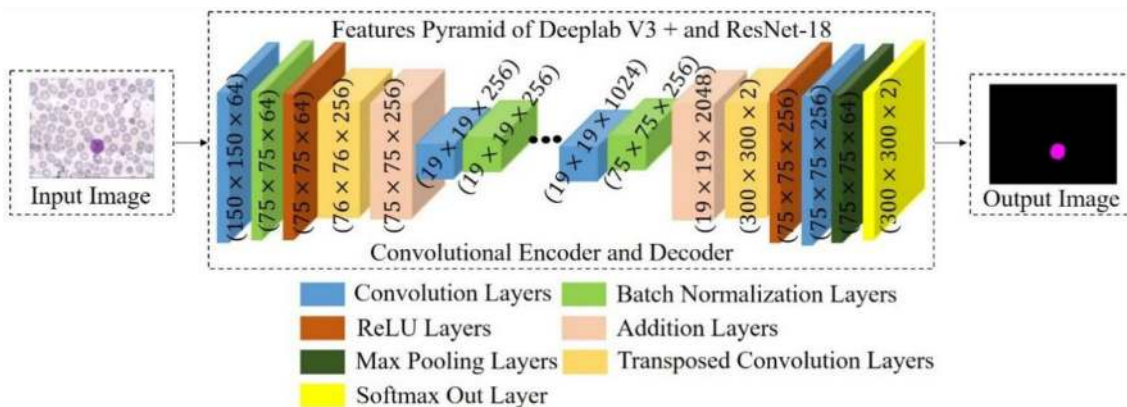 Features Pyramid of Deeplab V3 + and ResNet-18
Input Image
(150 × 150 × 64)
(75 × 75 × 64)
(75 × 75 × 64)
(76 × 76 × 256)
(75 × 75 × 256)
(19 × 19 × 256)
(19 × 19 × 256)
(19 × 19 × 1024)
(75 × 75 × 256)
(19 × 19 × 2048)
(300 × 300 × 2)
(75 × 75 × 256)
(75 × 75 × 256)
(75 × 75 × 64)
(300 × 300 × 2)
Output Image
Convolutional Encoder and Decoder
Convolution Layers
Batch Normalization Layers
ReLU Layers
Addition Layers
Max Pooling Layers
Transposed Convolution Layers
Softmax Out Layer